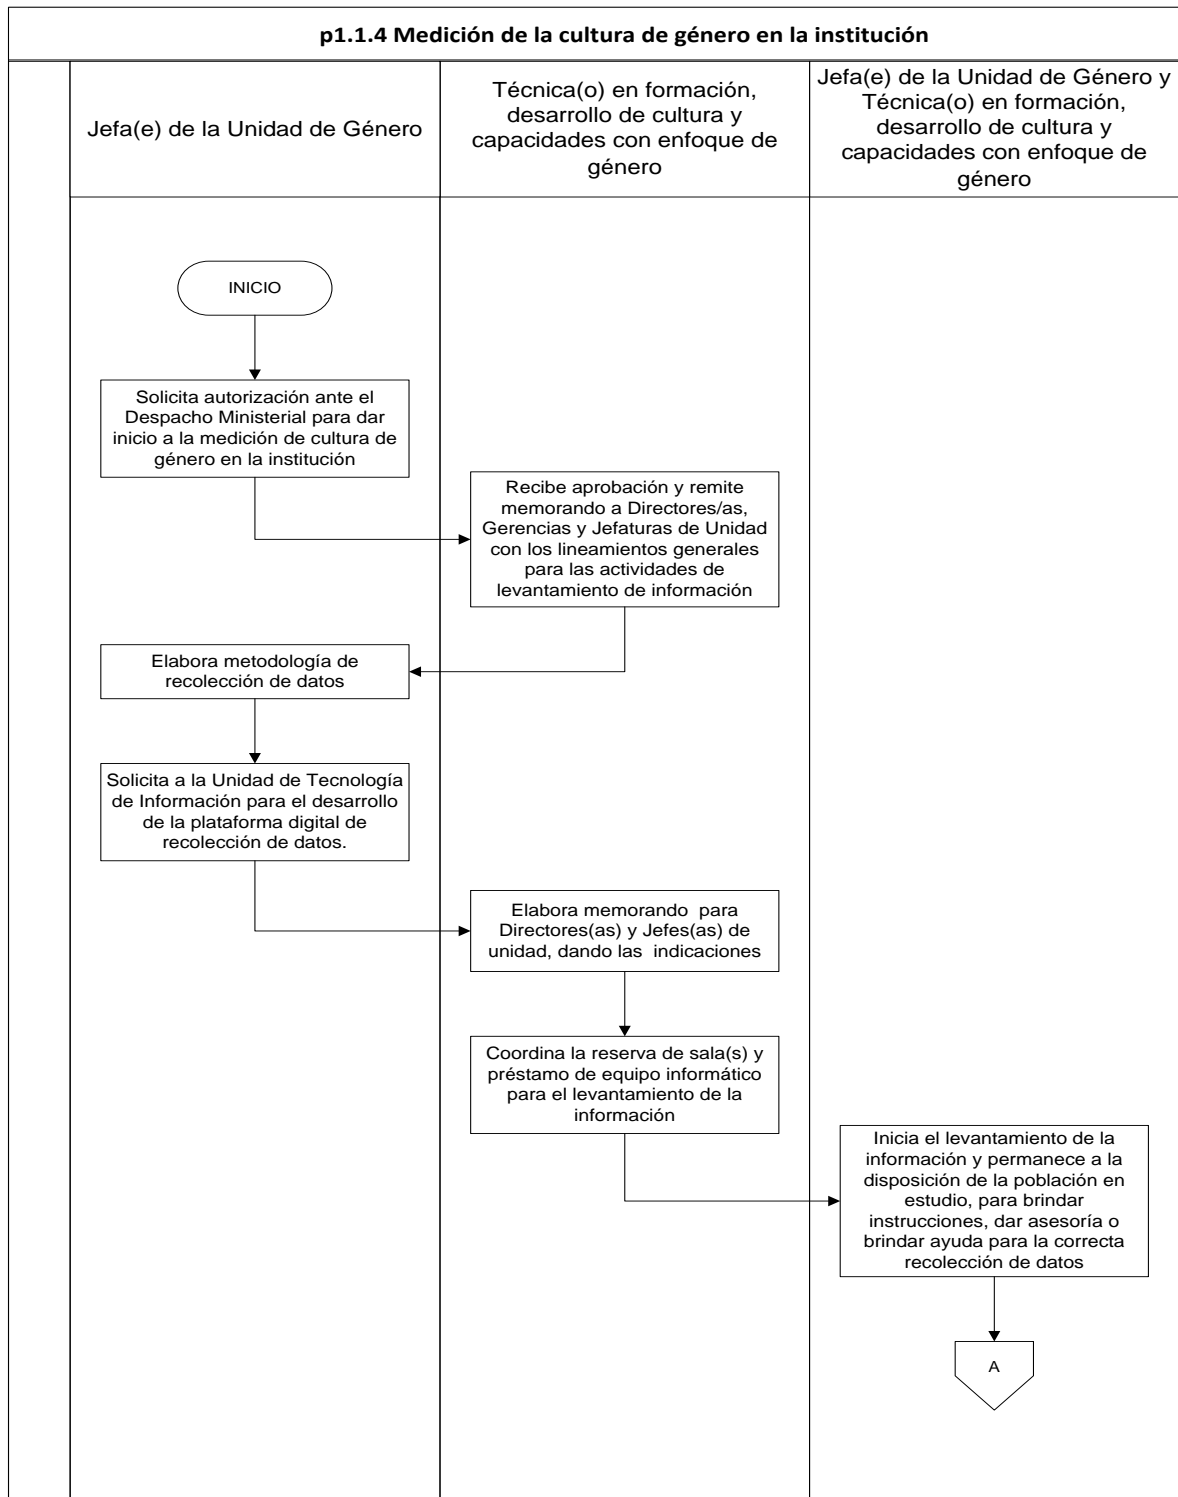 p1.1.4 Medición de la cultura de género en la institución
Jefa(e) de la Unidad de Género
Técnica(o) en formación,
desarrollo de cultura y
capacidades con enfoque de
género
Jefa(e) de la Unidad de Género y
Técnica(o) en formación,
desarrollo de cultura y
capacidades con enfoque de
género
INICIO
Solicita autorización ante el
Despacho Ministerial para dar
inicio a la medición de cultura de
género en la institución
Recibe aprobación y remite
memorando a Directores/as,
Gerencias y Jefaturas de Unidad
con los lineamientos generales
para las actividades de
levantamiento de información
Elabora metodología de
recolección de datos
Solicita a la Unidad de Tecnología
de Información para el desarrollo
de la plataforma digital de
recolección de datos.
Elabora memorando para
Directores(as) y Jefes(as) de
unidad, dando las indicaciones
Coordina la reserva de sala(s) y
préstamo de equipo informático
para el levantamiento de la
información
Inicia el levantamiento de la
información y permanece a la
disposición de la población en
estudio, para brindar
instrucciones, dar asesoría o
brindar ayuda para la correcta
recolección de datos
A